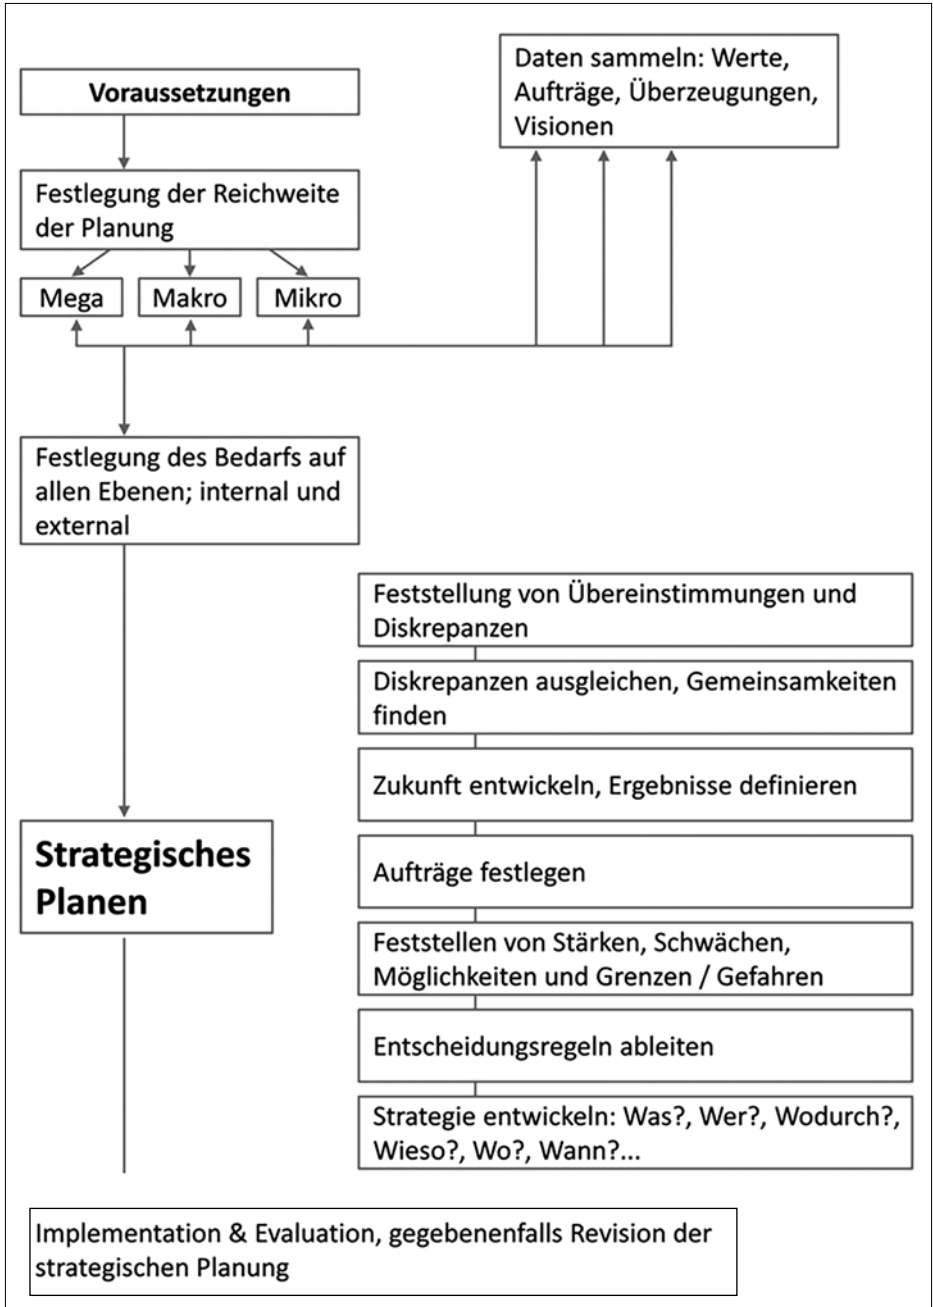 Voraussetzungen
Daten sammeln: Werte,
Aufträge, Überzeugungen,
Visionen
Festlegung der Reichweite
der Planung
Mega
Makro
Mikro
Festlegung des Bedarfs auf
allen Ebenen; internal und
external
Strategisches
Planen
Feststellung von Übereinstimmungen und
Diskrepanzen
Diskrepanzen ausgleichen, Gemeinsamkeiten
finden
Zukunft entwickeln, Ergebnisse definieren
Aufträge festlegen
Feststellen von Stärken, Schwächen,
Möglichkeiten und Grenzen / Gefahren
Entscheidungsregeln ableiten
Strategie entwickeln: Was?, Wer?, Wodurch?,
Wieso?, Wo?, Wann?...
Implementation & Evaluation, gegebenenfalls Revision der
strategischen Planung